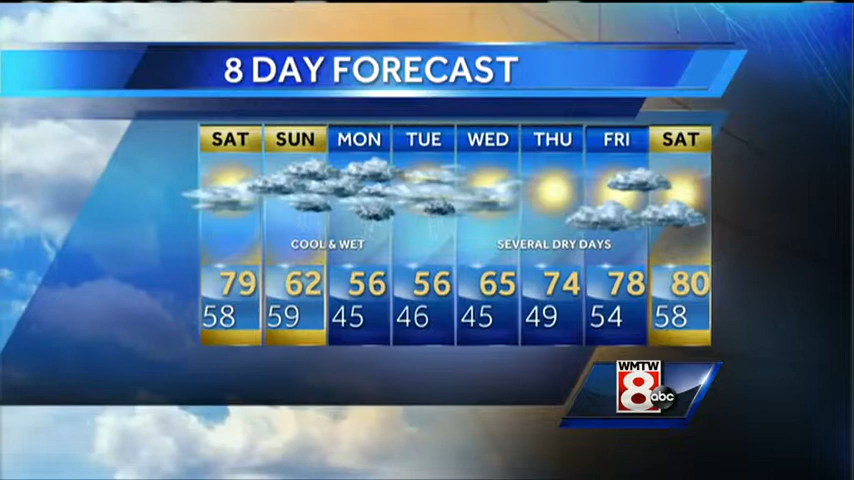 8 DAY FORECAST
SAT SUN MON TUE WED THU FRI SAT
COOL & WET SEVERAL DRY DAYS
79 62 56 56 65 74 78 80
58 59 45 46 45 49 54 58
WMTW
8 abc